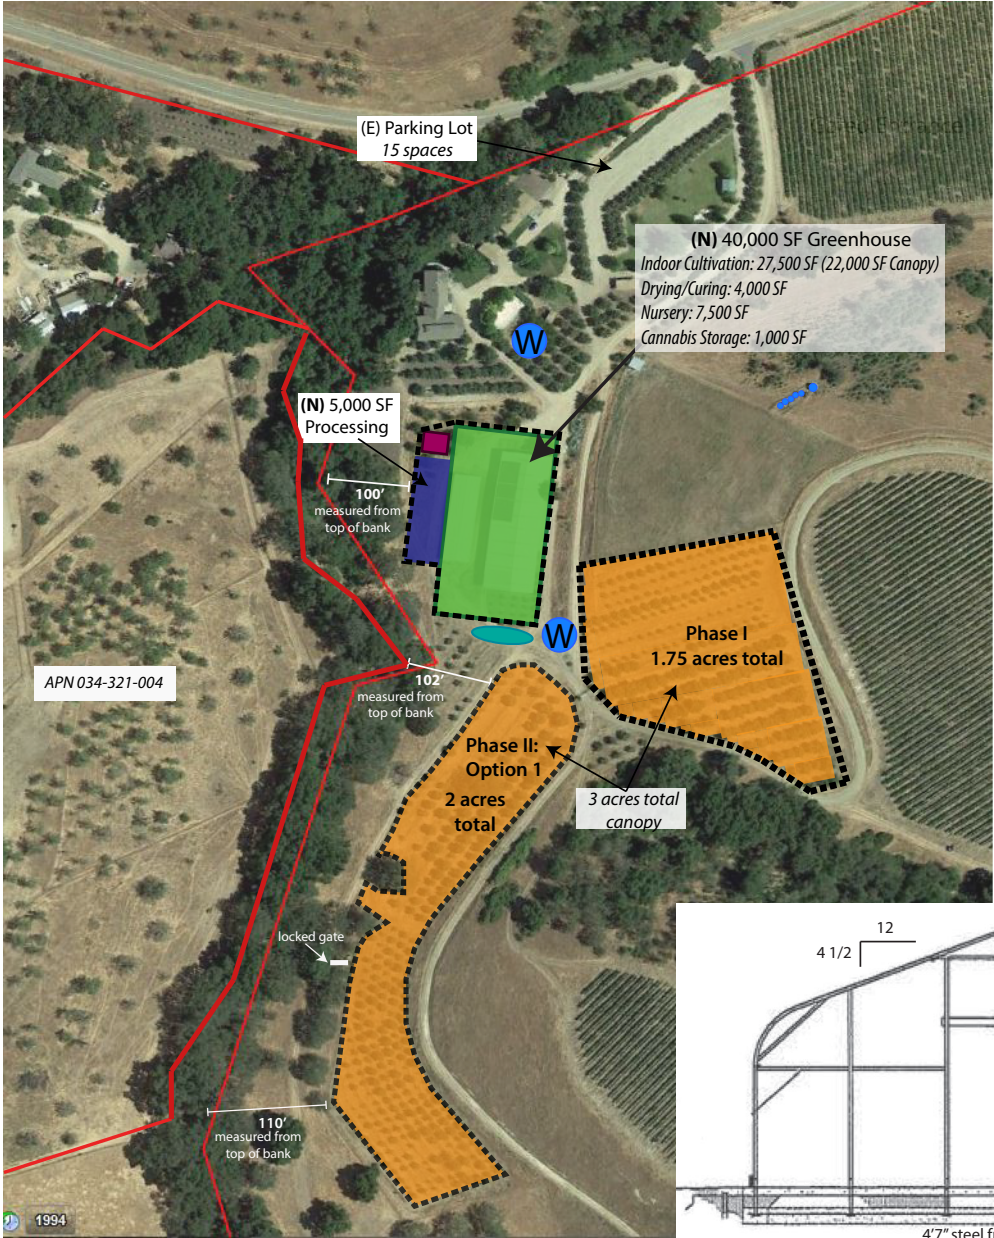 (E) Parking Lot
15 spaces
(N) 40,000 SF Greenhouse
Indoor Cultivation: 27,500 SF (22,000 SF Canopy)
Drying/Curing: 4,000 SF
Nursery: 7,500 SF
Cannabis Storage: 1,000 SF
W
(N) 5,000 SF
Processing
100'
measured from
top of bank
W
Phase I
1.75 acres total
APN 034-321-004
102'
measured from
top of bank
Phase II:
Option 1
2 acres
total
3 acres total
canopy
locked gate
12
4 1/2
110'
measured from
top of bank
1994
4'7" steel f